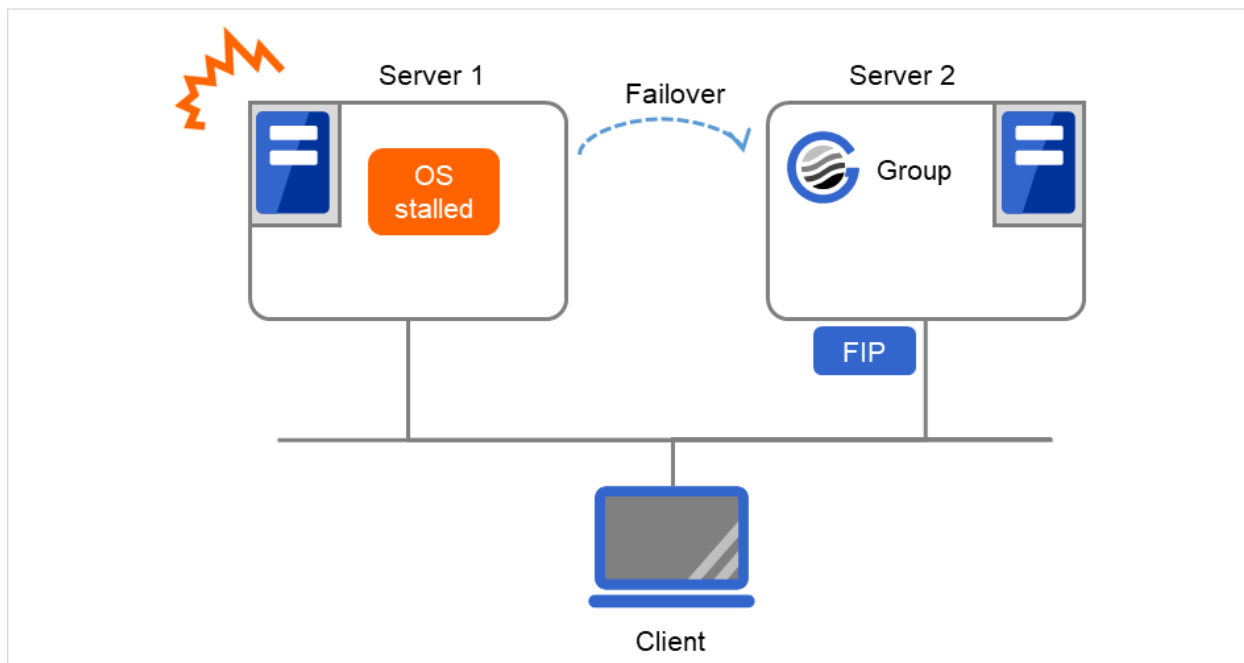 Server 1
Failover
Server 2
OS
stalled
Group
FIP
Client